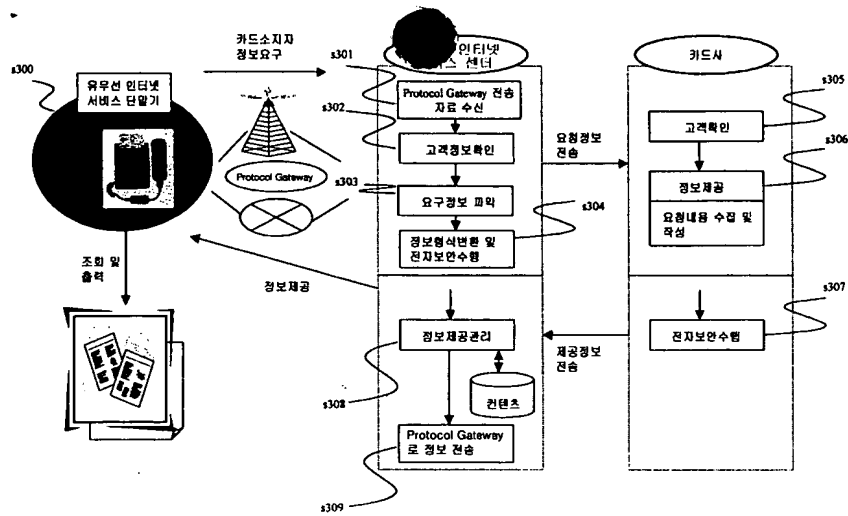 s300
유무선 인터넷
서비스 단말기
카드소지자
정보요구
Protocol Gateway
조회 및
출력
정보제공
인터넷
센터
s301
Protocol Gateway 전송
자료 수신
s302
고객정보확인
s303
요구정보 파악
s304
정보형식변환 및
전자보안수행
요청정보
전송
카드사
s305
고객확인
s306
정보제공
요청내용 수집 및
작성
s307
전자보안수행
제공정보
전송
정보제공관리
s308
컨텐츠
Protocol Gateway
로 정보 전송
s309